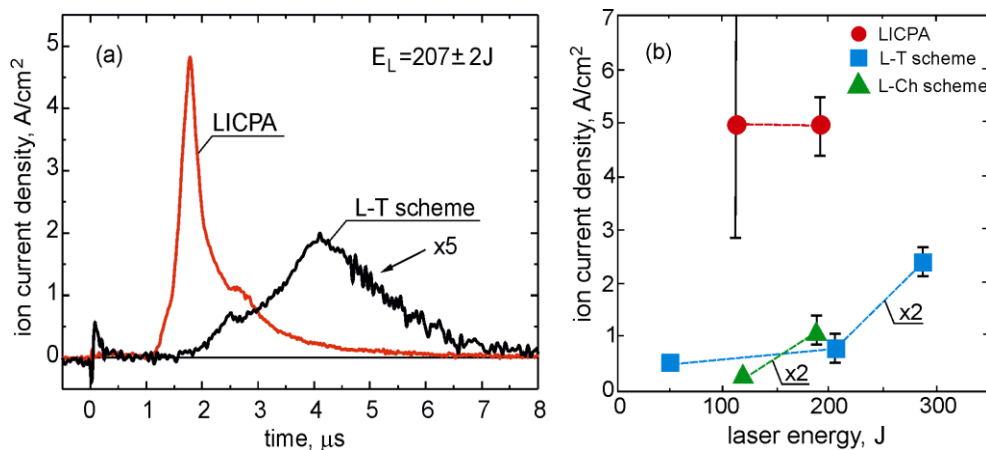 (a)
E_L=207±2J
LICPA
L-T scheme
x5
ion current density, A/cm²
5
4
3
2
1
0
0 1 2 3 4 5 6 7 8
time, μs
(b)
LICPA
L-T scheme
L-Ch scheme
x2
x2
ion current density, A/cm²
7
6
5
4
3
2
1
0
0 100 200 300
laser energy, J